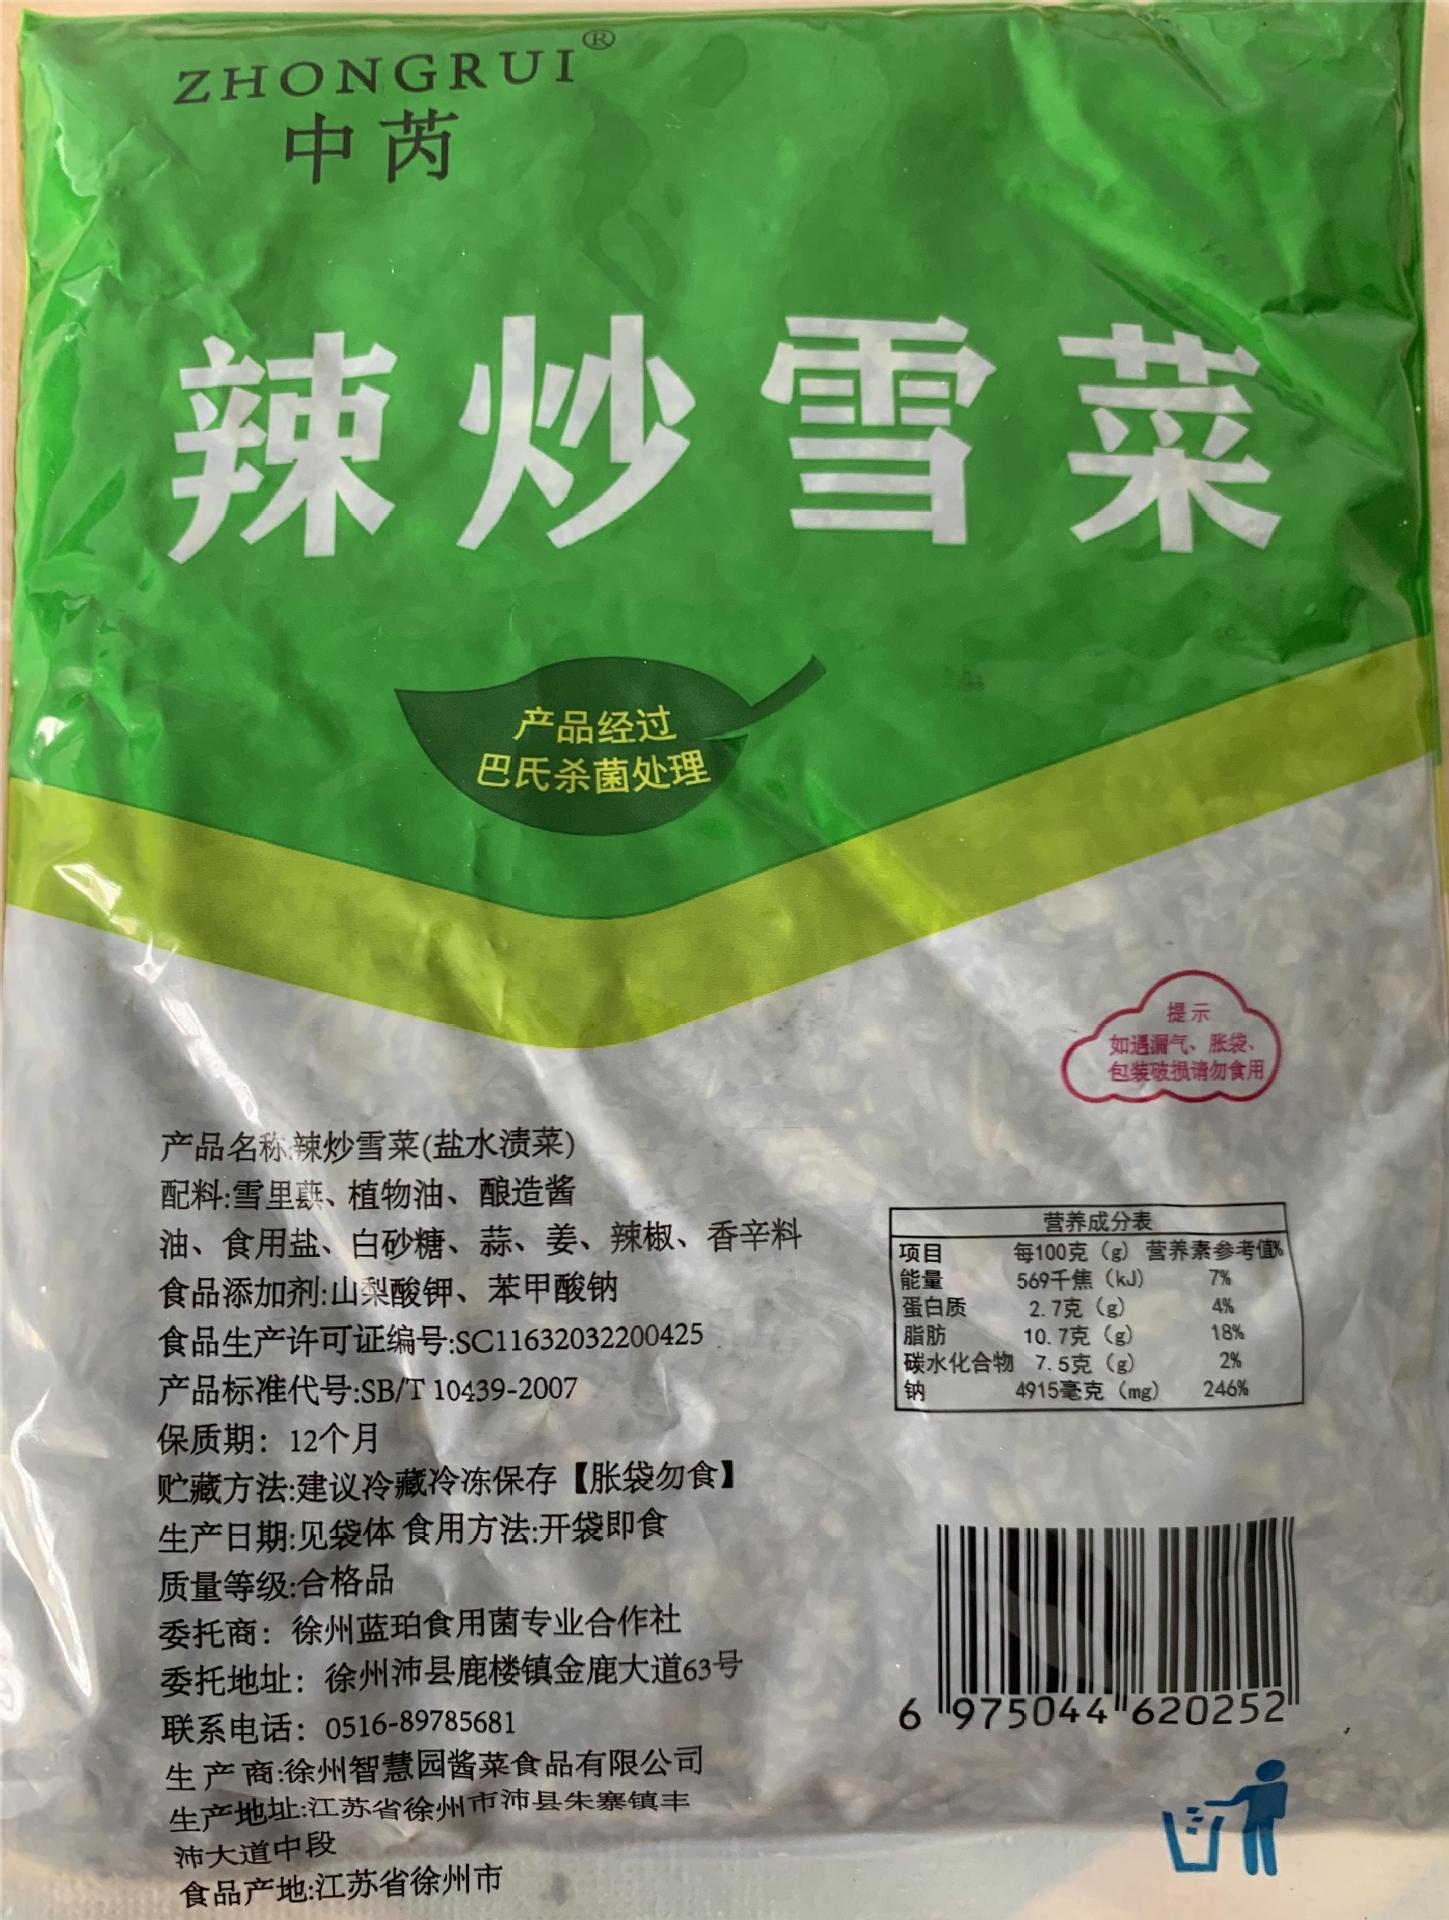 ZHONGRUI®
中芮
辣炒雪菜
产品经过
巴氏杀菌处理
提示
如遇漏气、胀袋、
包装破损请勿食用
产品名称:辣炒雪菜(盐水渍菜)
配料:雪里蕻、植物油、酿造酱
油、食用盐、白砂糖、蒜、姜、辣椒、香辛料
食品添加剂:山梨酸钾、苯甲酸钠
食品生产许可证编号:SC11632032200425
产品标准代号:SB/T 10439-2007
保质期：12个月
贮藏方法:建议冷藏冷冻保存【胀袋勿食】
生产日期:见袋体 食用方法:开袋即食
质量等级:合格品
委托商：徐州蓝珀食用菌专业合作社
委托地址：徐州沛县鹿楼镇金鹿大道63号
联系电话：0516-89785681
生产商:徐州智慧园酱菜食品有限公司
生产地址:江苏省徐州市沛县朱寨镇丰
沛大道中段
食品产地:江苏省徐州市
营养成分表
项目 每100克（g） 营养素参考值%
能量 569千焦（kJ） 7%
蛋白质 2.7克（g） 4%
脂肪 10.7克（g） 18%
碳水化合物 7.5克（g） 2%
钠 4915毫克（mg） 246%
6 975044 620252